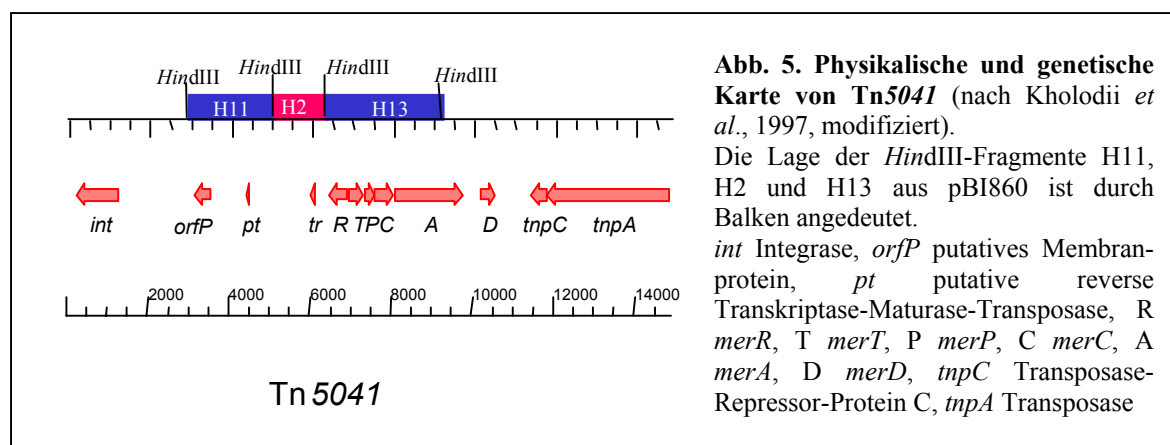 HindIII HindIII HindIII HindIII
H11 H2 H13
int orfP pt tr R TPC A D tnpC tnpA
2000 4000 6000 8000 10000 12000 14000
Tn5041
Abb. 5. Physikalische und genetische
Karte von Tn5041 (nach Kholodii et
al., 1997, modifiziert).
Die Lage der HindIII-Fragmente H11,
H2 und H13 aus pBI860 ist durch
Balken angedeutet.
int Integrase, orfP putatives Membran-
protein, pt putative reverse
Transkriptase-Maturase-Transposase, R
merR, T merT, P merP, C merC, A
merA, D merD, tnpC Transposase-
Repressor-Protein C, tnpA Transposase